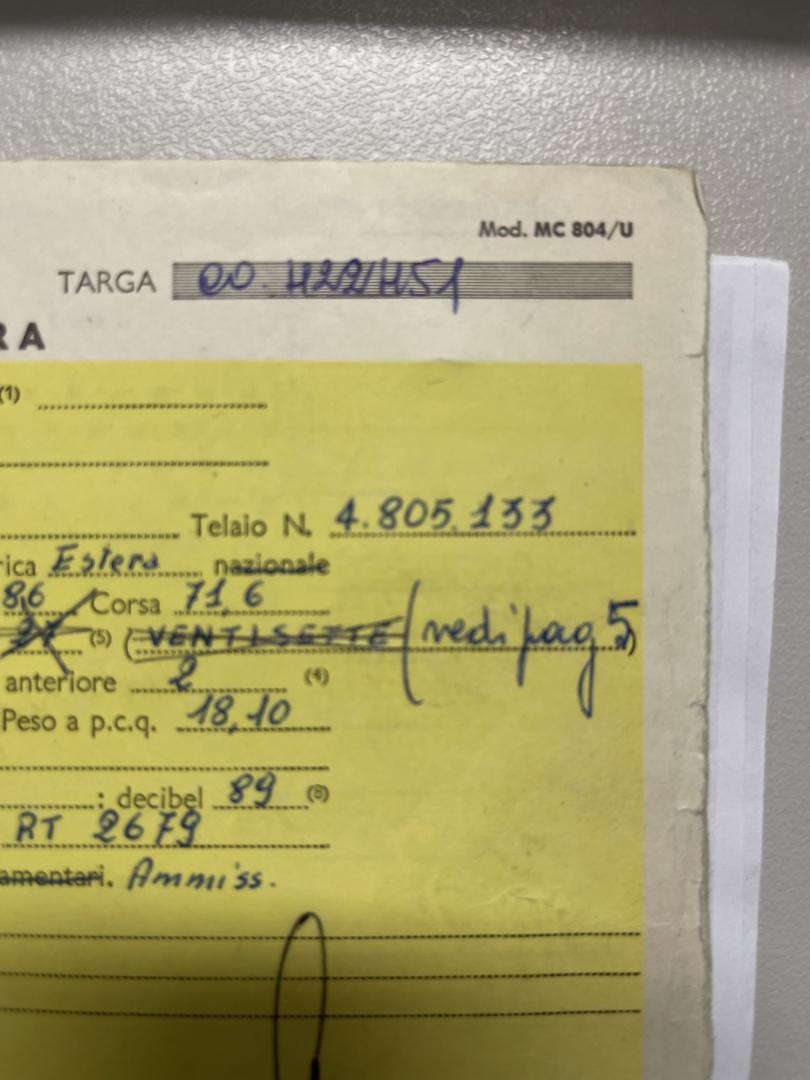 Mod. MC 804/U
TARGA
RA
(1)
Telaio N. 4.805.133
rica Estera nazionale
86 Corsa 71,6
(5) (VENTISETTE (vedi pag 5)
anteriore 2 (4)
Peso a p.c.q. 18,10
: decibel 89 (8)
RT 2679
amentari. Ammiss.